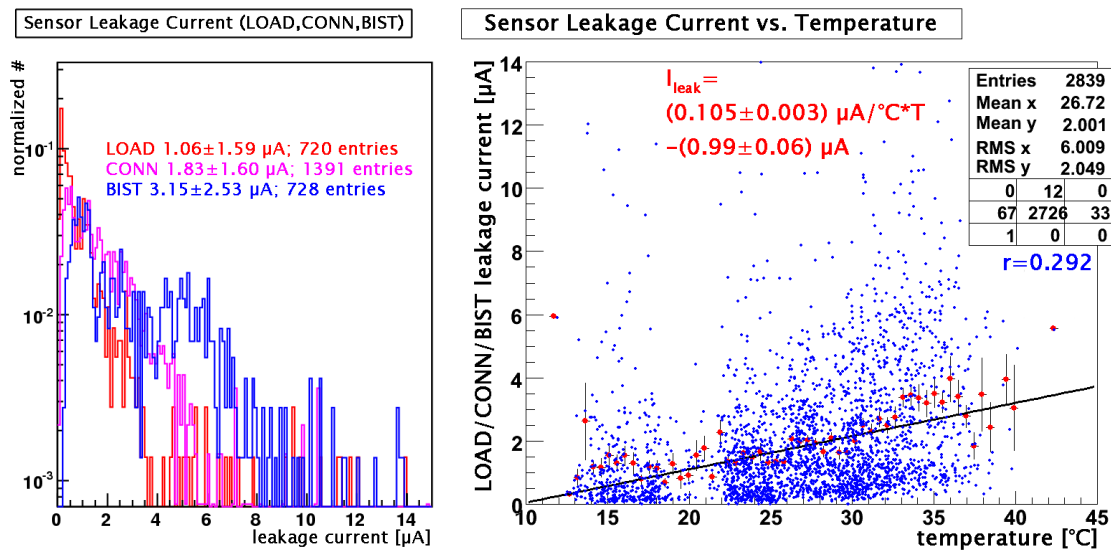 Sensor Leakage Current (LOAD,CONN,BIST)
normalized #
10⁻¹
10⁻²
10⁻³
LOAD 1.06±1.59 μA; 720 entries
CONN 1.83±1.60 μA; 1391 entries
BIST 3.15±2.53 μA; 728 entries
0 2 4 6 8 10 12 14
leakage current [μA]
Sensor Leakage Current vs. Temperature
LOAD/CONN/BIST leakage current [μA]
14
12
10
8
6
4
2
0
I_leak=
(0.105±0.003) μA/°C*T
−(0.99±0.06) μA
Entries 2839
Mean x 26.72
Mean y 2.001
RMS x 6.009
RMS y 2.049
0 12 0
67 2726 33
1 0 0
r=0.292
10 15 20 25 30 35 40 45
temperature [°C]